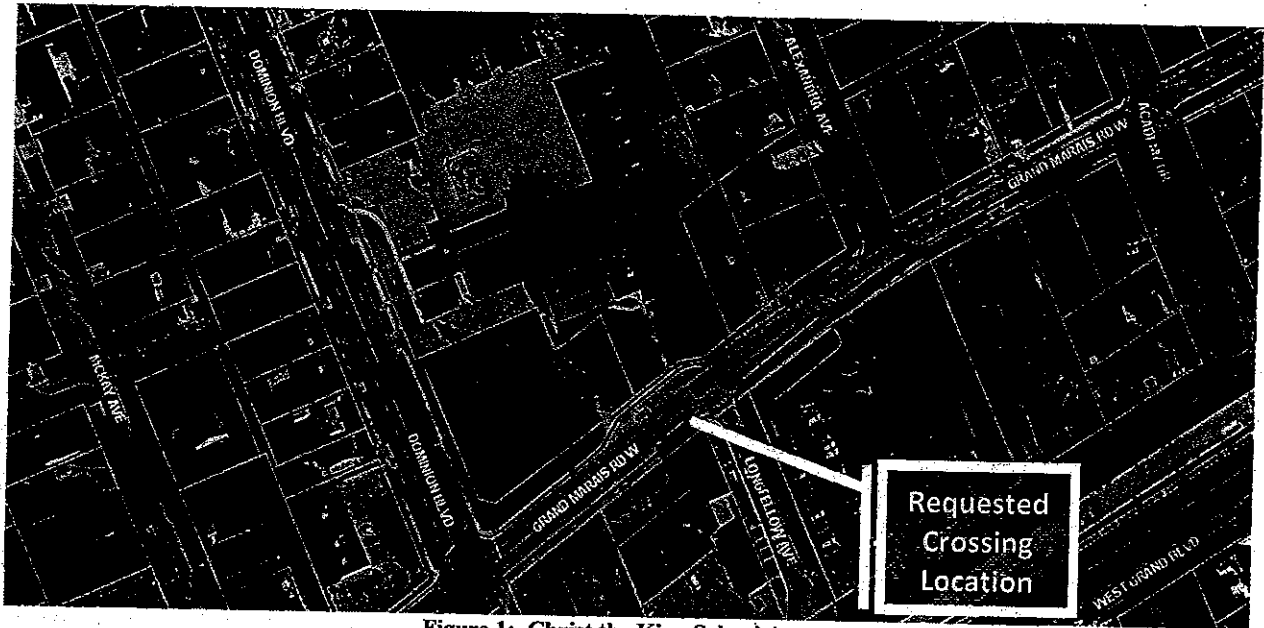 DOMINION BLVD
ALEXANDRA AVE
ACADEMY DR
GRAND MARAIS RD W
MCKAY AVE
DOMINION BLVD
GRAND MARAIS RD W
LONGFELLOW AVE
Requested
Crossing
Location
WEST GRAND BLVD
Figure 1: Christ the King School